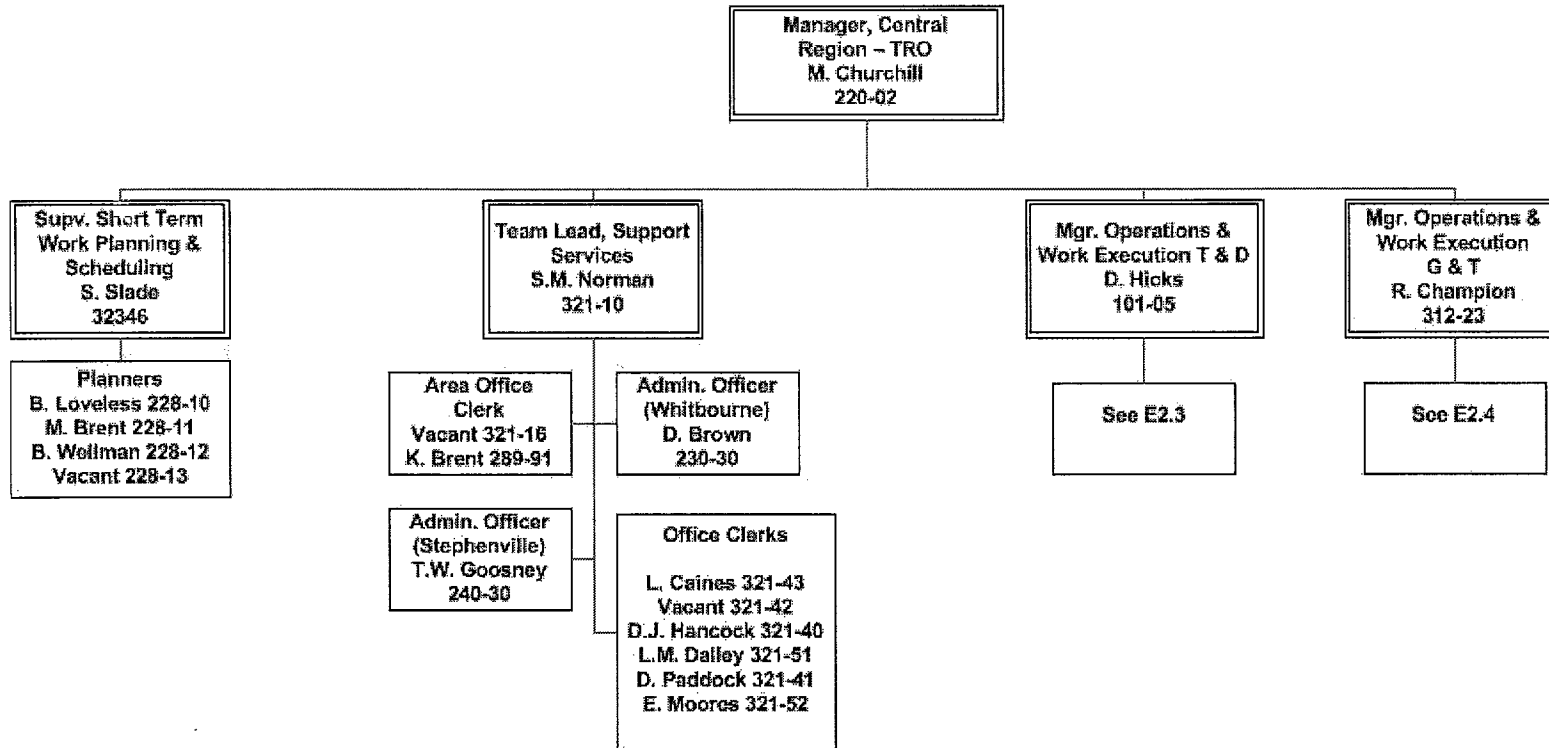 Manager, Central
Region – TRO
M. Churchill
220-02
Supv. Short Term
Work Planning &
Scheduling
S. Slade
32346
Team Lead, Support
Services
S.M. Norman
321-10
Mgr. Operations &
Work Execution T & D
D. Hicks
101-05
Mgr. Operations &
Work Execution
G & T
R. Champion
312-23
Planners
B. Loveless 228-10
M. Brent 228-11
B. Wellman 228-12
Vacant 228-13
Area Office
Clerk
Vacant 321-16
K. Brent 289-91
Admin. Officer
(Whitbourne)
D. Brown
230-30
See E2.3
See E2.4
Admin. Officer
(Stephenville)
T.W. Goosney
240-30
Office Clerks
L. Caines 321-43
Vacant 321-42
D.J. Hancock 321-40
L.M. Dalley 321-51
D. Paddock 321-41
E. Moores 321-52